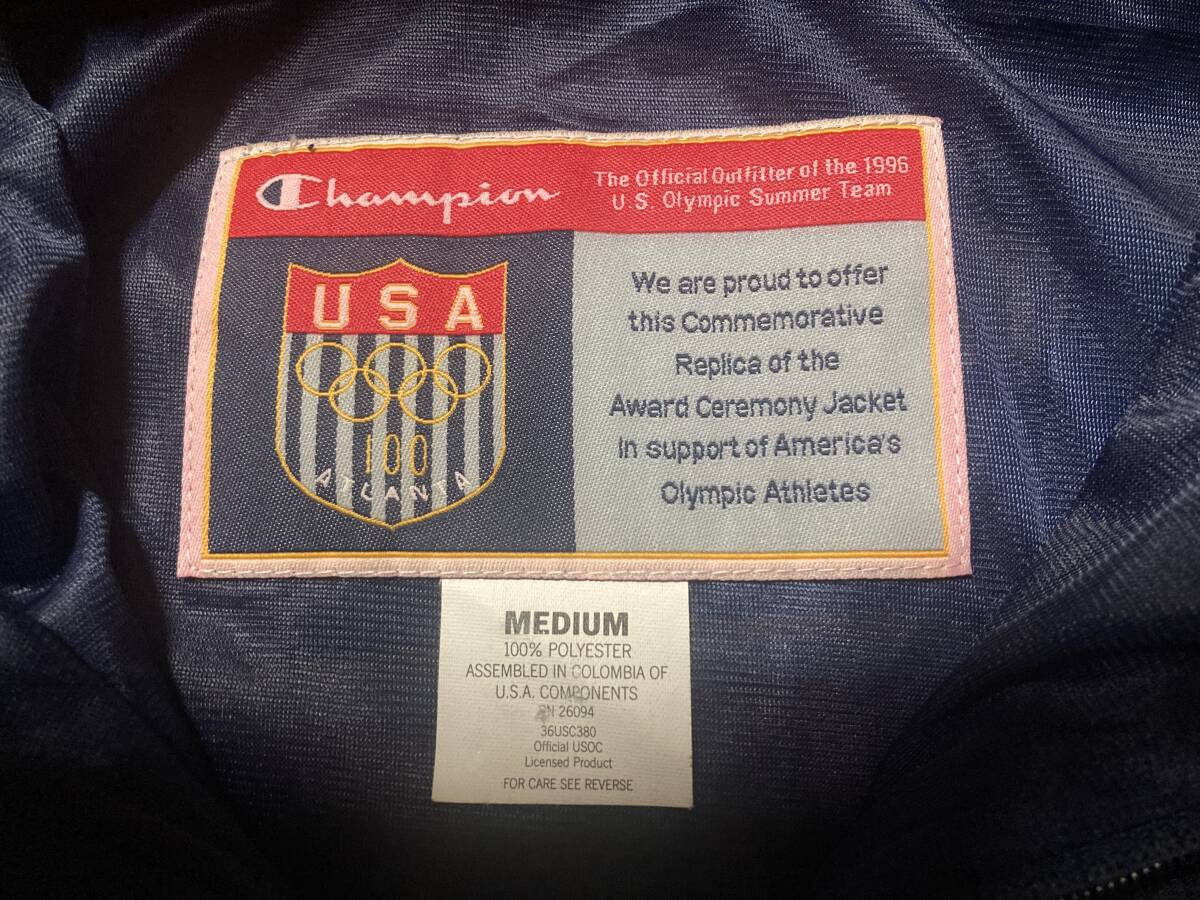 Champion
The Official Outfitter of the 1996
U.S. Olympic Summer Team
USA
100
ATLANTA
We are proud to offer
this Commemorative
Replica of the
Award Ceremony Jacket
In support of America's
Olympic Athletes
MEDIUM
100% POLYESTER
ASSEMBLED IN COLOMBIA OF
U.S.A. COMPONENTS
RN 26094
36USC380
Official USOC
Licensed Product
FOR CARE SEE REVERSE